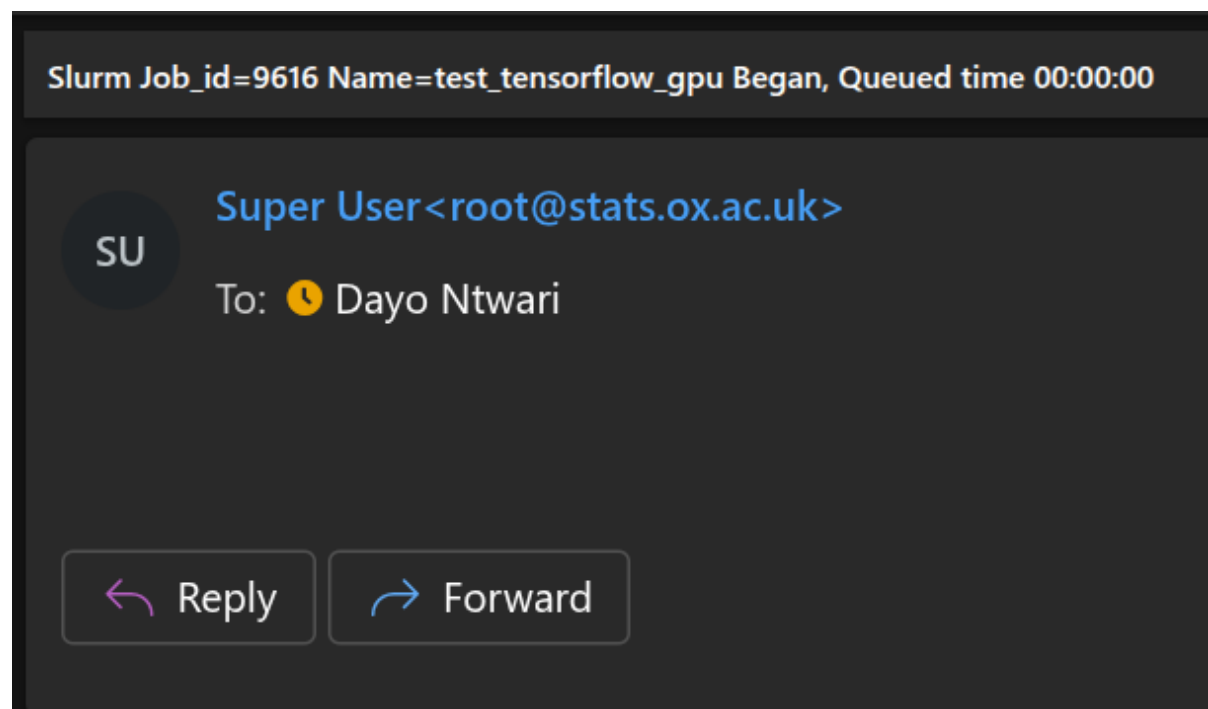 Slurm Job_id=9616 Name=test_tensorflow_gpu Began, Queued time 00:00:00
SU
Super User<root@stats.ox.ac.uk>
To: Dayo Ntwari
Reply
Forward